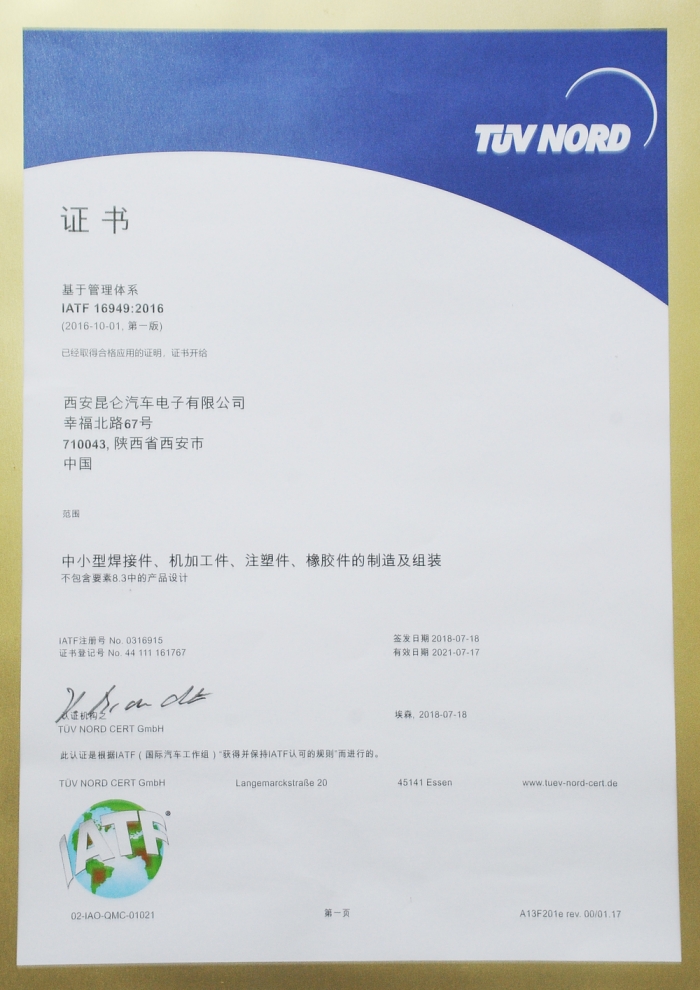 TÜV NORD
证书
基于管理体系
IATF 16949:2016
(2016-10-01, 第一版)
已经取得合格应用的证明，证书开给
西安昆仑汽车电子有限公司
幸福北路67号
710043, 陕西省西安市
中国
范围
中小型焊接件、机加工件、注塑件、橡胶件的制造及组装
不包含要素8.3中的产品设计
IATF注册号 No. 0316915
证书登记号 No. 44 111 161767
签发日期 2018-07-18
有效日期 2021-07-17
认证机构之
TÜV NORD CERT GmbH
埃森, 2018-07-18
此认证是根据IATF（国际汽车工作组）“获得并保持IATF认可的规则”而进行的。
TÜV NORD CERT GmbH Langemarckstraße 20 45141 Essen www.tuev-nord-cert.de
IATF®
02-IAO-QMC-01021 第一页 A13F201e rev. 00/01.17